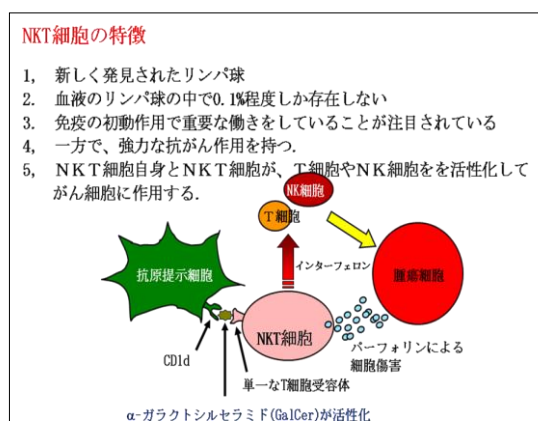 NKT細胞の特徴
1, 新しく発見されたリンパ球
2. 血液のリンパ球の中で0.1%程度しか存在しない
3. 免疫の初動作用で重要な働きをしていることが注目されている
4, 一方で、強力な抗がん作用を持つ.
5, NKT細胞自身とNKT細胞が、T細胞やNK細胞をを活性化して
がん細胞に作用する.
NK細胞
T細胞
抗原提示細胞
インターフェロン
腫瘍細胞
NKT細胞
CD1d
単一なT細胞受容体
パーフォリンによる
細胞傷害
α-ガラクトシルセラミド(GalCer)が活性化